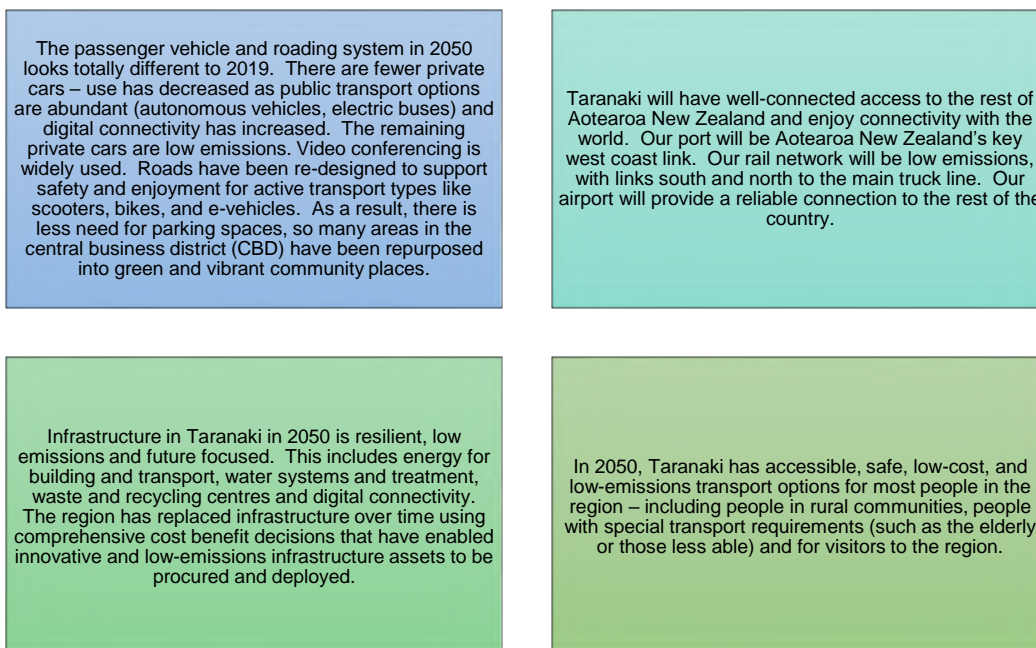 The passenger vehicle and roading system in 2050
looks totally different to 2019.  There are fewer private
cars – use has decreased as public transport options
are abundant (autonomous vehicles, electric buses) and
digital connectivity has increased.  The remaining
private cars are low emissions. Video conferencing is
widely used.  Roads have been re-designed to support
safety and enjoyment for active transport types like
scooters, bikes, and e-vehicles.  As a result, there is
less need for parking spaces, so many areas in the
central business district (CBD) have been repurposed
into green and vibrant community places.
Taranaki will have well-connected access to the rest of
Aotearoa New Zealand and enjoy connectivity with the
world.  Our port will be Aotearoa New Zealand's key
west coast link.  Our rail network will be low emissions,
with links south and north to the main truck line.  Our
airport will provide a reliable connection to the rest of the
country.
Infrastructure in Taranaki in 2050 is resilient, low
emissions and future focused.  This includes energy for
building and transport, water systems and treatment,
waste and recycling centres and digital connectivity.
The region has replaced infrastructure over time using
comprehensive cost benefit decisions that have enabled
innovative and low-emissions infrastructure assets to be
procured and deployed.
In 2050, Taranaki has accessible, safe, low-cost, and
low-emissions transport options for most people in the
region – including people in rural communities, people
with special transport requirements (such as the elderly
or those less able) and for visitors to the region.